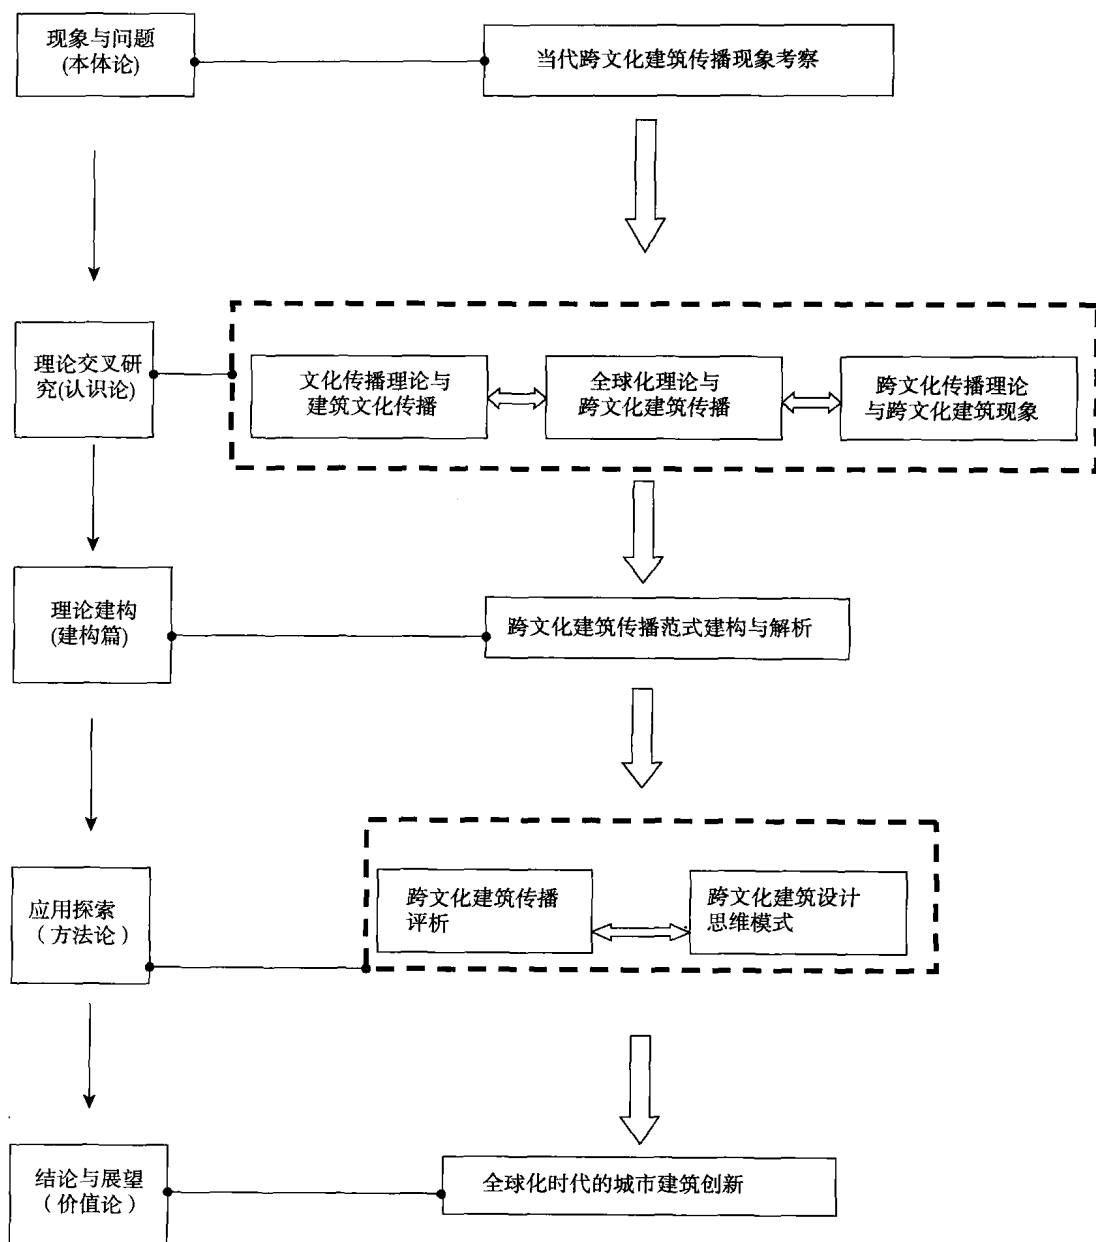 现象与问题
(本体论)
当代跨文化建筑传播现象考察
理论交叉研
究(认识论)
文化传播理论与
建筑文化传播
全球化理论与
跨文化建筑传播
跨文化传播理论
与跨文化建筑现象
理论建构
(建构篇)
跨文化建筑传播范式建构与解析
应用探索
(方法论)
跨文化建筑传播
评析
跨文化建筑设计
思维模式
结论与展望
(价值论)
全球化时代的城市建筑创新